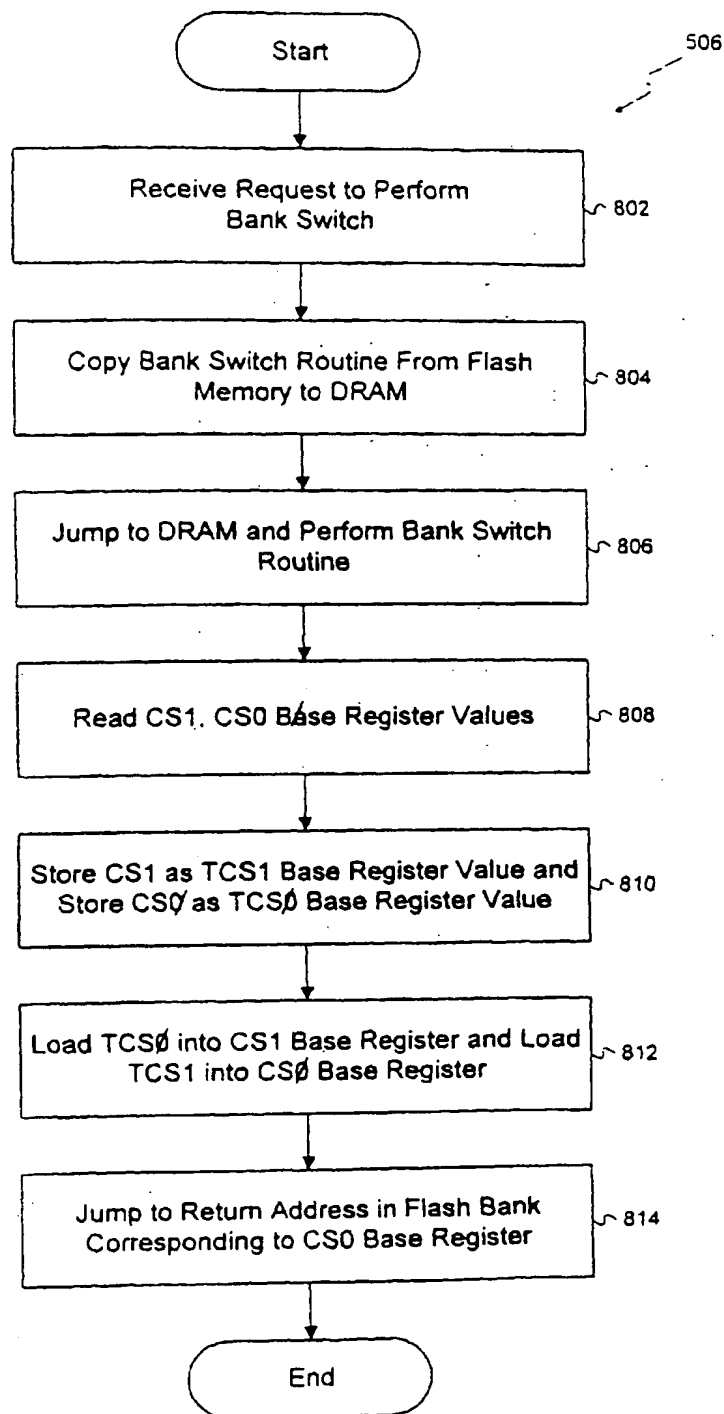 Start
506
Receive Request to Perform
Bank Switch
802
Copy Bank Switch Routine From Flash
Memory to DRAM
804
Jump to DRAM and Perform Bank Switch
Routine
806
Read CS1, CS0 Base Register Values
808
Store CS1 as TCS1 Base Register Value and
Store CS0 as TCS0 Base Register Value
810
Load TCS0 into CS1 Base Register and Load
TCS1 into CS0 Base Register
812
Jump to Return Address in Flash Bank
Corresponding to CS0 Base Register
814
End